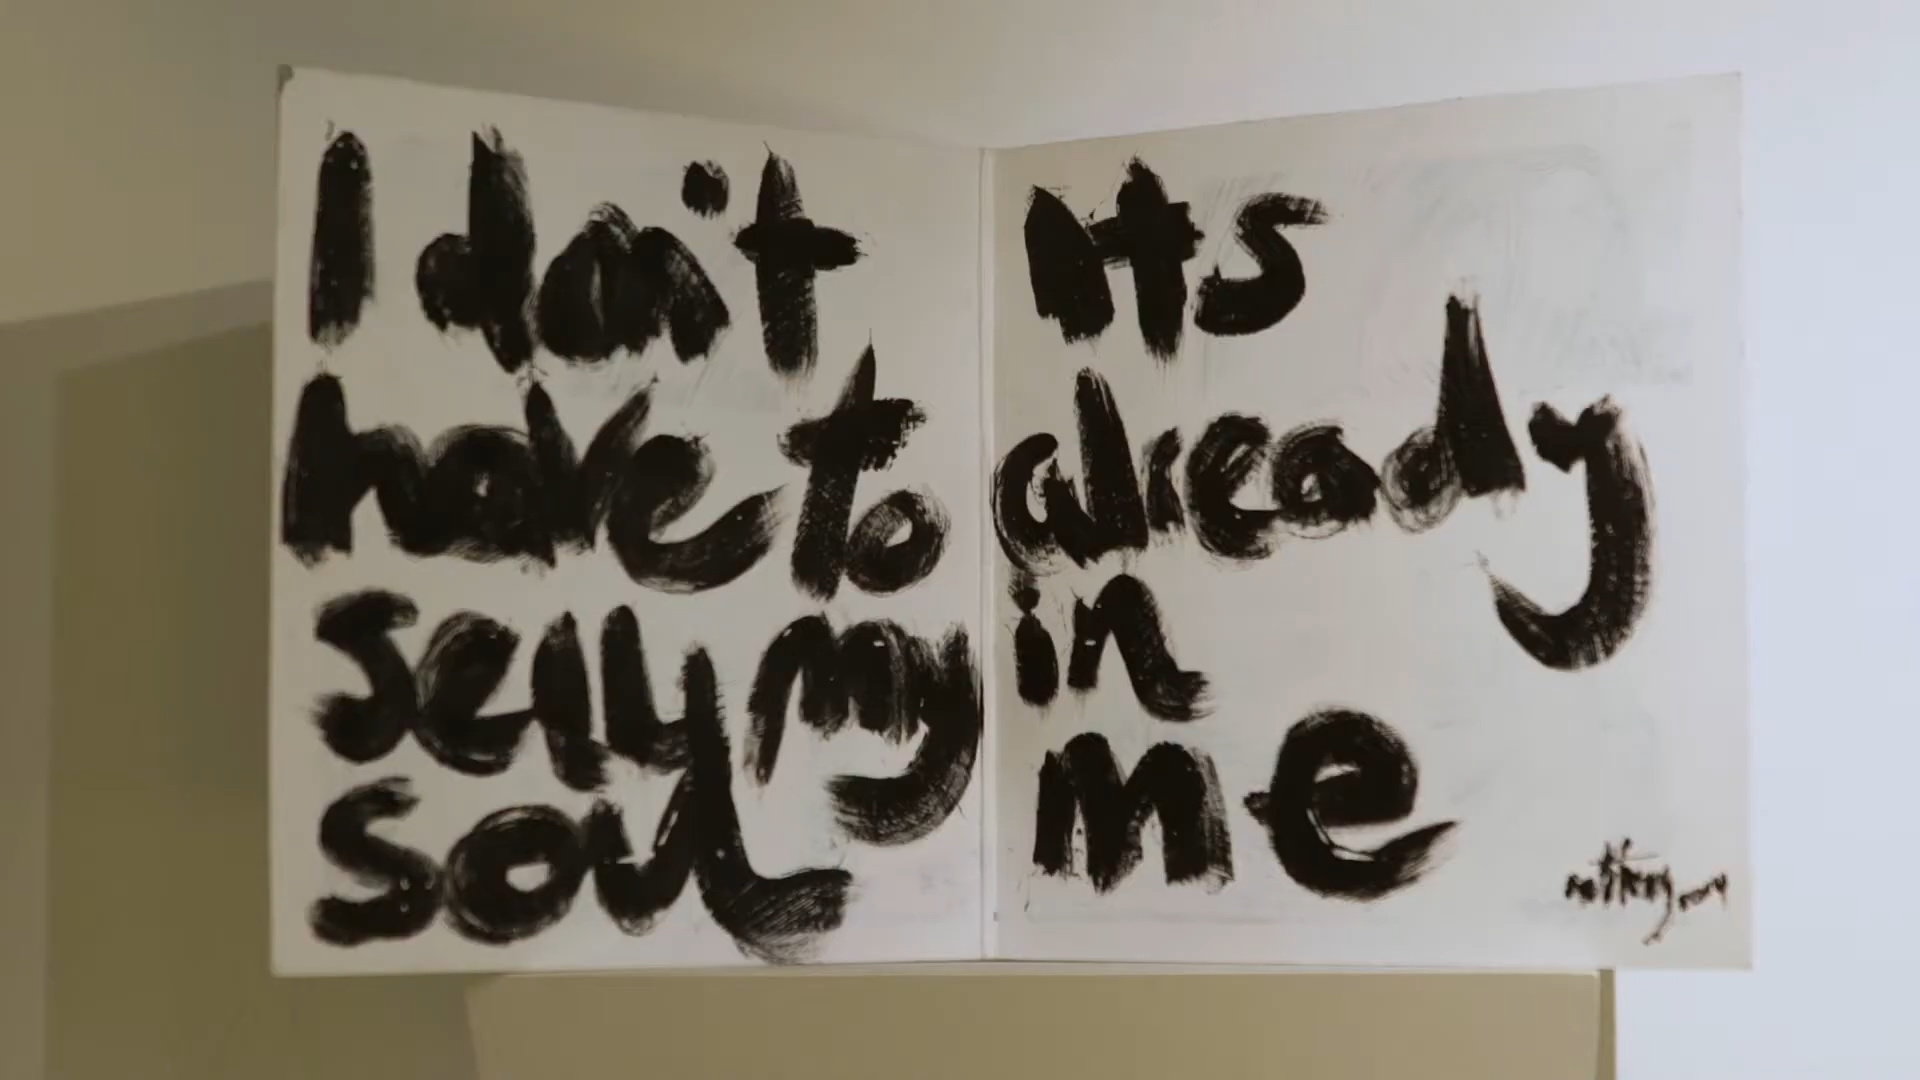 I don't
have to
sell my
soul
Its
already
in
me